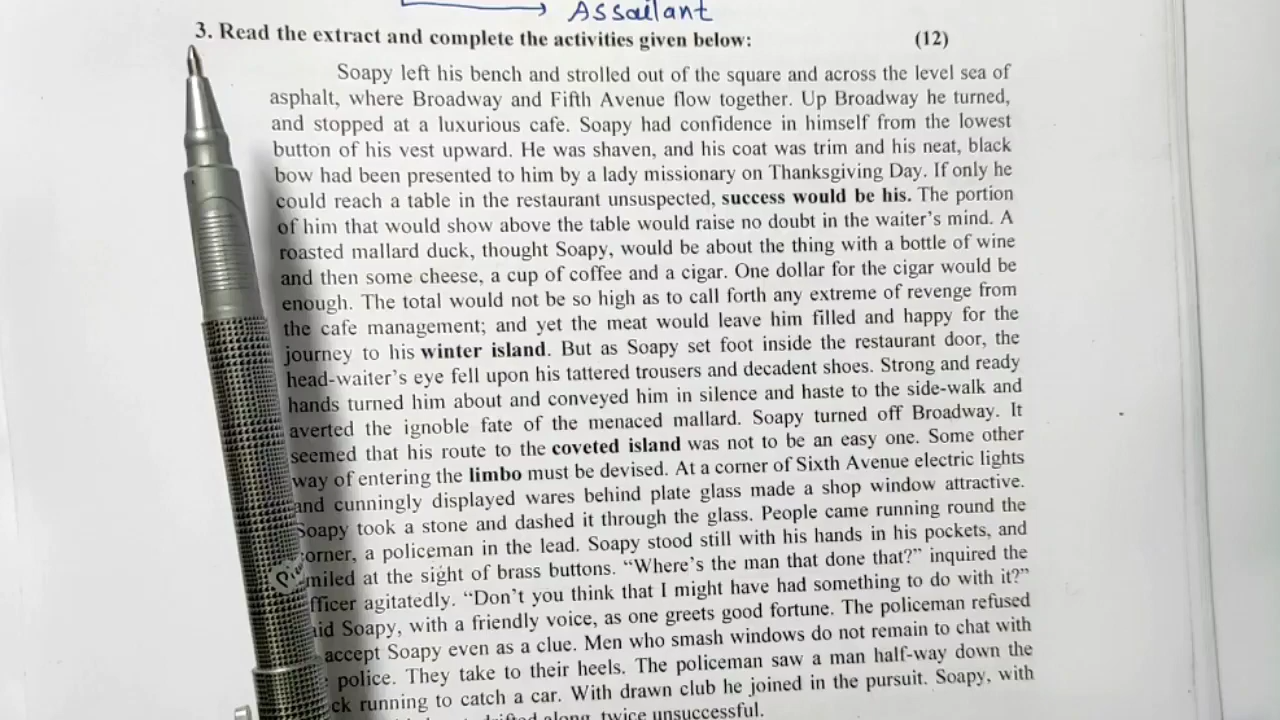 Assailant
3. Read the extract and complete the activities given below: (12)
Soapy left his bench and strolled out of the square and across the level sea of
asphalt, where Broadway and Fifth Avenue flow together. Up Broadway he turned,
and stopped at a luxurious cafe. Soapy had confidence in himself from the lowest
button of his vest upward. He was shaven, and his coat was trim and his neat, black
bow had been presented to him by a lady missionary on Thanksgiving Day. If only he
could reach a table in the restaurant unsuspected, success would be his. The portion
of him that would show above the table would raise no doubt in the waiter's mind. A
roasted mallard duck, thought Soapy, would be about the thing with a bottle of wine
and then some cheese, a cup of coffee and a cigar. One dollar for the cigar would be
enough. The total would not be so high as to call forth any extreme of revenge from
the cafe management; and yet the meat would leave him filled and happy for the
journey to his winter island. But as Soapy set foot inside the restaurant door, the
head-waiter's eye fell upon his tattered trousers and decadent shoes. Strong and ready
hands turned him about and conveyed him in silence and haste to the side-walk and
averted the ignoble fate of the menaced mallard. Soapy turned off Broadway. It
seemed that his route to the coveted island was not to be an easy one. Some other
way of entering the limbo must be devised. At a corner of Sixth Avenue electric lights
and cunningly displayed wares behind plate glass made a shop window attractive.
Soapy took a stone and dashed it through the glass. People came running round the
orner, a policeman in the lead. Soapy stood still with his hands in his pockets, and
miled at the sight of brass buttons. “Where's the man that done that?” inquired the
fficer agitatedly. “Don't you think that I might have had something to do with it?”
aid Soapy, with a friendly voice, as one greets good fortune. The policeman refused
accept Soapy even as a clue. Men who smash windows do not remain to chat with
police. They take to their heels. The policeman saw a man half-way down the
ck running to catch a car. With drawn club he joined in the pursuit. Soapy, with
drifted along, twice unsuccessful.